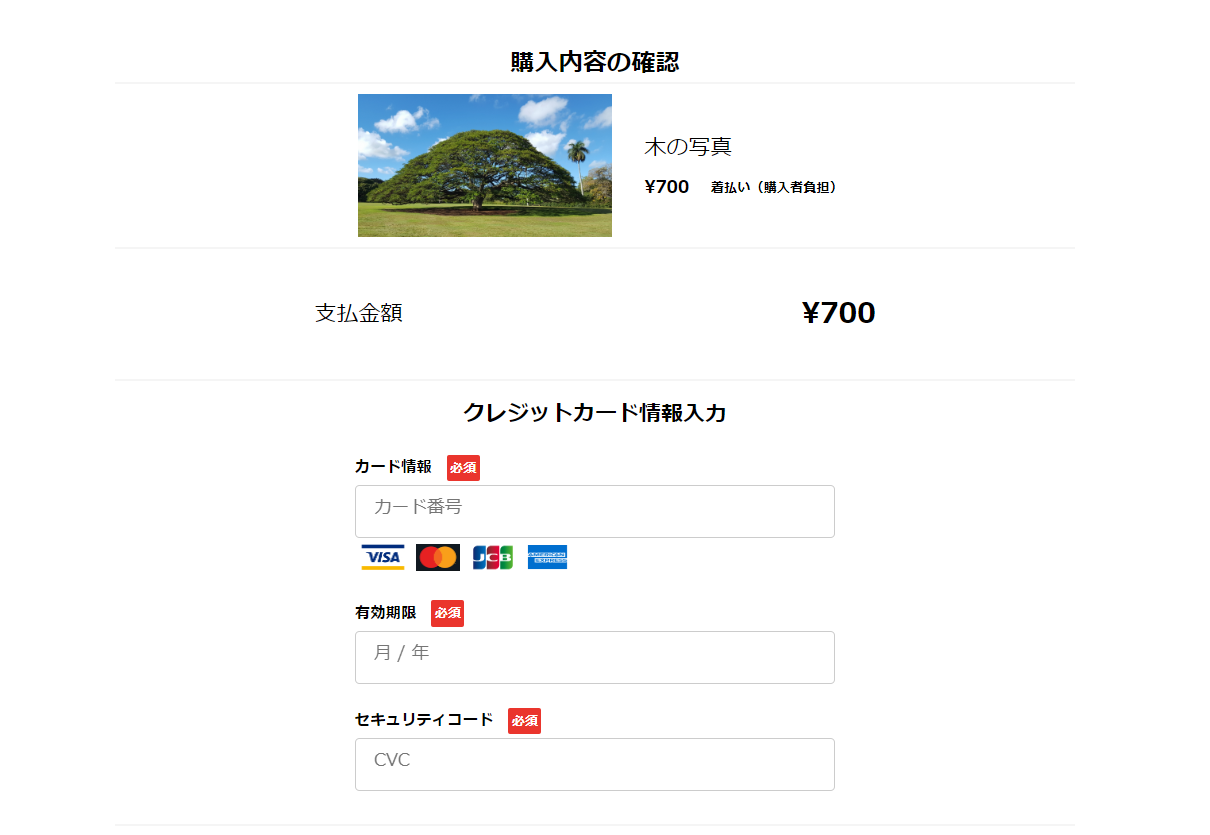 購入内容の確認
木の写真
¥700 着払い（購入者負担）
支払金額 ¥700
クレジットカード情報入力
カード情報 必須
カード番号
VISA JCB AMERICAN EXPRESS
有効期限 必須
月 / 年
セキュリティコード 必須
CVC